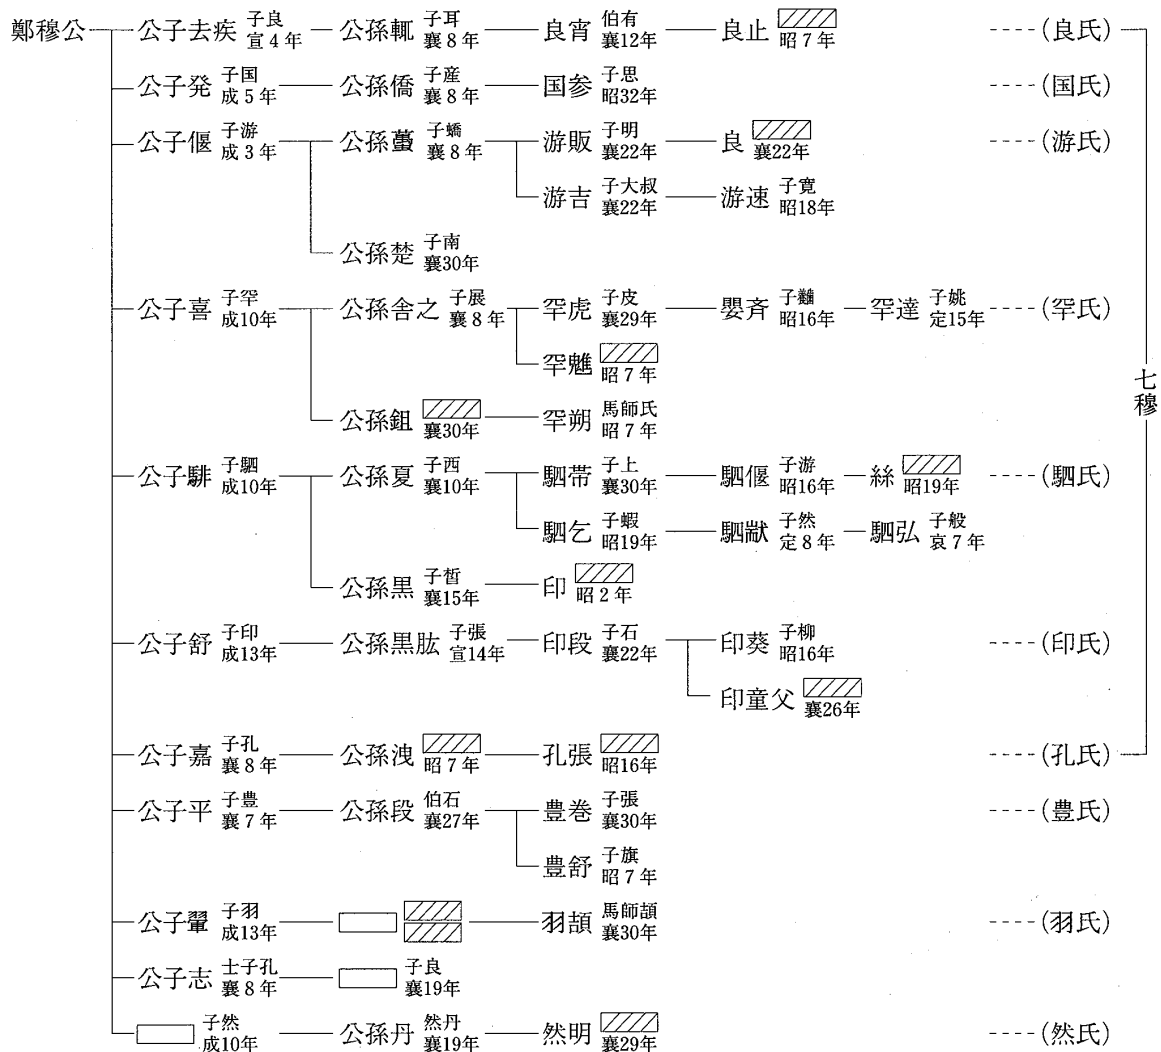 鄭穆公
公子去疾 子良 宣4年 公孫輒 子耳 襄8年 良宵 伯有 襄12年 良止 昭7年 (良氏)
公子発 子国 成5年 公孫僑 子産 襄8年 国参 子思 昭32年 (国氏)
公子偃 子游 成3年 公孫蠆 子蟜 襄8年 游販 子明 襄22年 良 襄22年 (游氏)
游吉 子大叔 襄22年 游速 子寛 昭18年
公孫楚 子南 襄30年
公子喜 子罕 成10年 公孫舎之 子展 襄8年 罕虎 子皮 襄29年 嬰斉 子齹 昭16年 罕達 子姚 定15年 (罕氏)
罕魋 昭7年
公孫鉏 襄30年 罕朔 馬師氏 昭7年
七穆
公子騑 子駟 成10年 公孫夏 子西 襄10年 駟帯 子上 襄30年 駟偃 子游 昭16年 絲 昭19年 (駟氏)
駟乞 子蝦 昭19年 駟歂 子然 定8年 駟弘 子般 哀7年
公孫黒 子晳 襄15年 印 昭2年
公子舒 子印 成13年 公孫黒肱 子張 宣14年 印段 子石 襄22年 印葵 子柳 昭16年 (印氏)
印童父 襄26年
公子嘉 子孔 襄8年 公孫洩 昭7年 孔張 昭16年 (孔氏)
公子平 子豊 襄7年 公孫段 伯石 襄27年 豊巻 子張 襄30年 (豊氏)
豊舒 子旗 昭7年
公子翬 子羽 成13年 羽頡 馬師頡 襄30年 (羽氏)
公子志 士子孔 襄8年 子良 襄19年
子然 成10年 公孫丹 然丹 襄19年 然明 襄29年 (然氏)